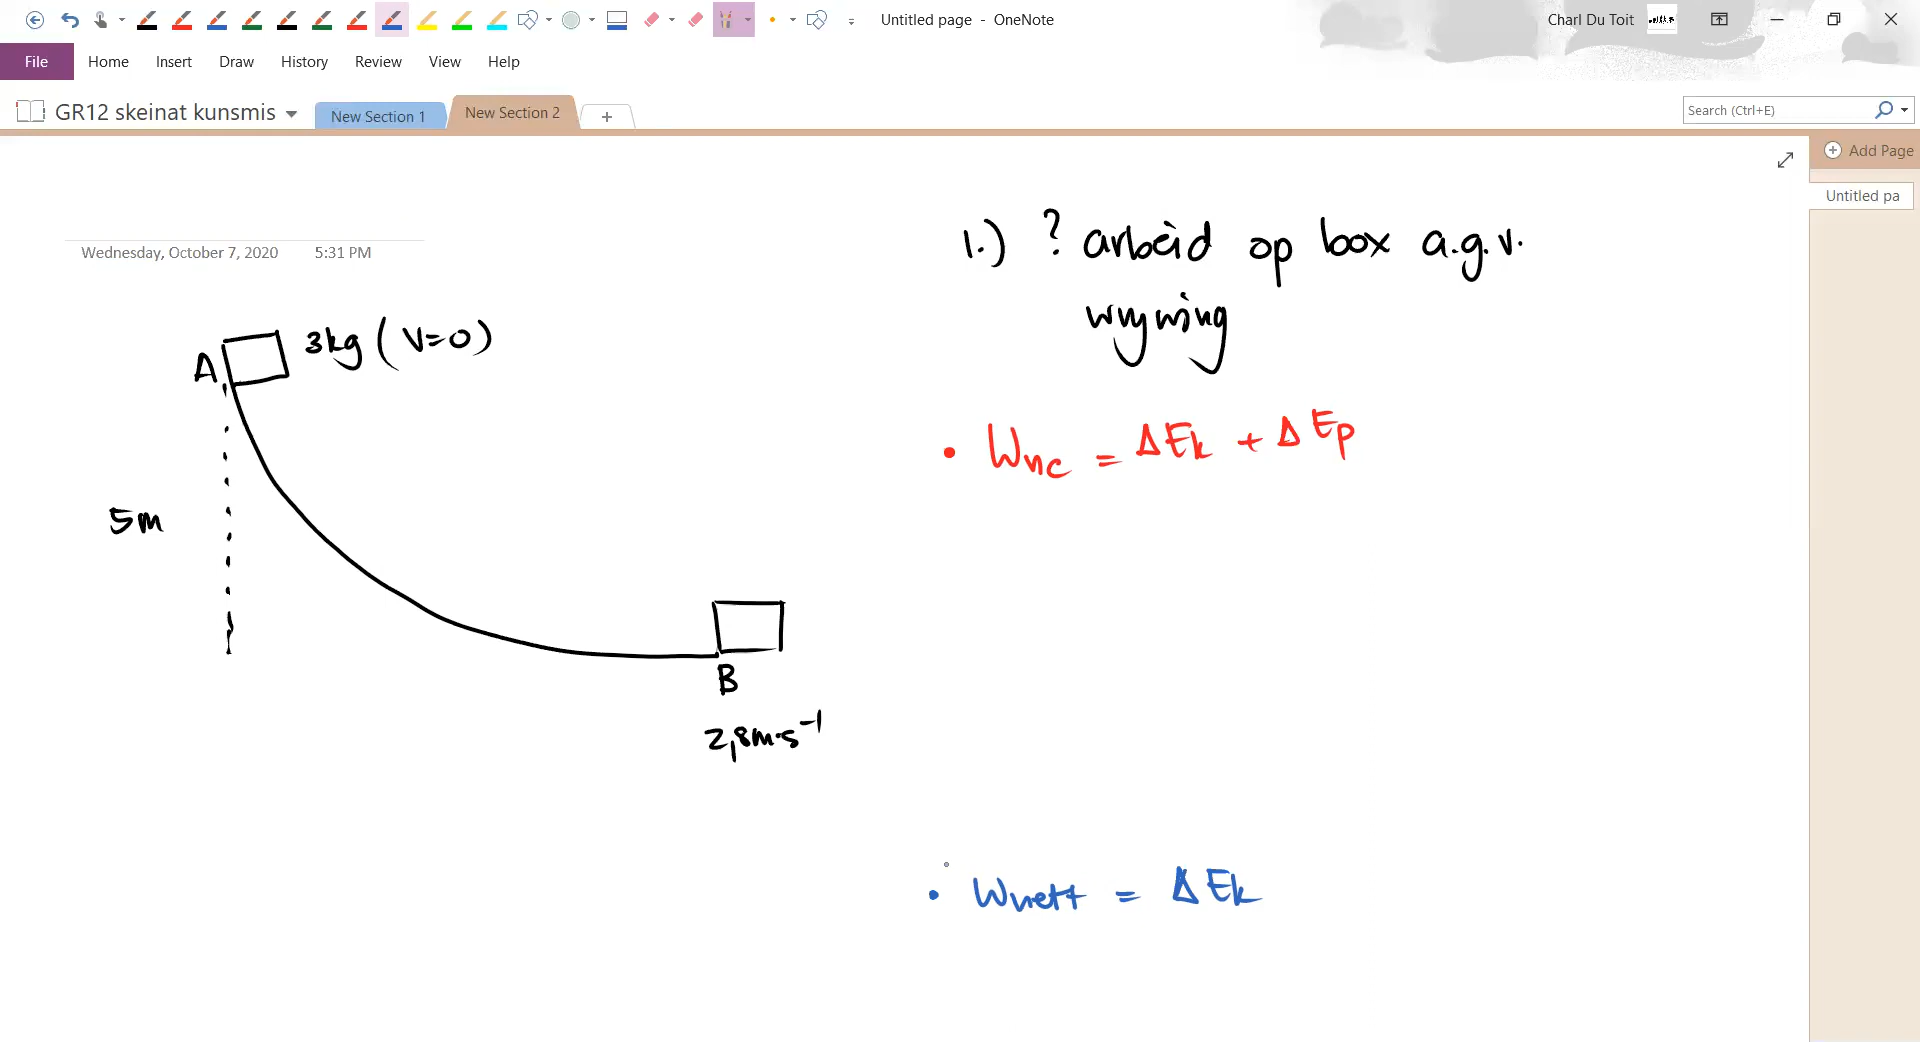 Untitled page - OneNote
Charl Du Toit
File Home Insert Draw History Review View Help
GR12 skeinat kunsmis
New Section 1
New Section 2
+
Search (Ctrl+E)
Add Page
Untitled pa
Wednesday, October 7, 2020 5:31 PM
1.) ? arbeid op box a.g.v.
wrywing
A 3kg (v=0)
5m
B
2,8m·s⁻¹
• Wnc = ΔEk + ΔEp
• Wnett = ΔEk